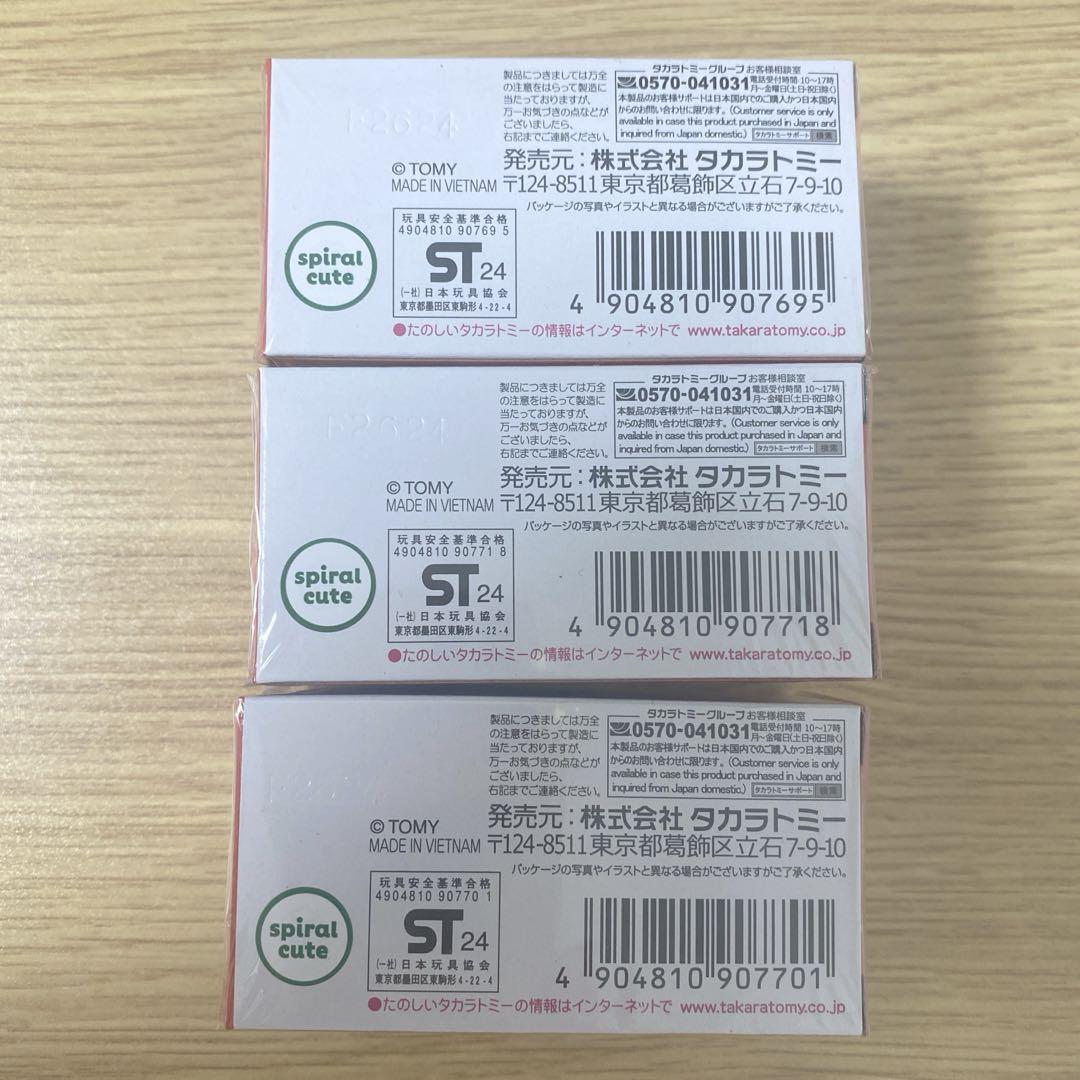 製品につきましては万全
の注意をはらって製造に
当たっておりますが、
万一お気づきの点などが
ございましたら、
右記までご連絡ください。
タカラトミーグループお客様相談室
0570-041031 電話受付時間 10〜17時
月〜金曜日(土日・祝日除く)
本製品のお客様サポートは日本国内でのご購入かつ日本国内
からのお問い合わせに限ります。(Customer service is only
available in case this product purchased in Japan and
inquired from Japan domestic.) タカラトミーサポート 検索
© TOMY
MADE IN VIETNAM
発売元：株式会社 タカラトミー
〒124-8511東京都葛飾区立石7-9-10
パッケージの写真やイラストと異なる場合がございますがご了承ください。
spiral
cute
玩具安全基準合格
4904810 90769 5
ST 24
(一社)日本玩具協会
東京都墨田区東駒形4-22-4
4 904810 907695
●たのしいタカラトミーの情報はインターネットで www.takaratomy.co.jp
製品につきましては万全
の注意をはらって製造に
当たっておりますが、
万一お気づきの点などが
ございましたら、
右記までご連絡ください。
タカラトミーグループお客様相談室
0570-041031 電話受付時間 10〜17時
月〜金曜日(土日・祝日除く)
本製品のお客様サポートは日本国内でのご購入かつ日本国内
からのお問い合わせに限ります。(Customer service is only
available in case this product purchased in Japan and
inquired from Japan domestic.) タカラトミーサポート 検索
© TOMY
MADE IN VIETNAM
発売元：株式会社 タカラトミー
〒124-8511東京都葛飾区立石7-9-10
パッケージの写真やイラストと異なる場合がございますがご了承ください。
spiral
cute
玩具安全基準合格
4904810 90771 8
ST 24
(一社)日本玩具協会
東京都墨田区東駒形4-22-4
4 904810 907718
●たのしいタカラトミーの情報はインターネットで www.takaratomy.co.jp
製品につきましては万全
の注意をはらって製造に
当たっておりますが、
万一お気づきの点などが
ございましたら、
右記までご連絡ください。
タカラトミーグループお客様相談室
0570-041031 電話受付時間 10〜17時
月〜金曜日(土日・祝日除く)
本製品のお客様サポートは日本国内でのご購入かつ日本国内
からのお問い合わせに限ります。(Customer service is only
available in case this product purchased in Japan and
inquired from Japan domestic.) タカラトミーサポート 検索
© TOMY
MADE IN VIETNAM
発売元：株式会社 タカラトミー
〒124-8511東京都葛飾区立石7-9-10
パッケージの写真やイラストと異なる場合がございますがご了承ください。
spiral
cute
玩具安全基準合格
4904810 90770 1
ST 24
(一社)日本玩具協会
東京都墨田区東駒形4-22-4
4 904810 907701
●たのしいタカラトミーの情報はインターネットで www.takaratomy.co.jp